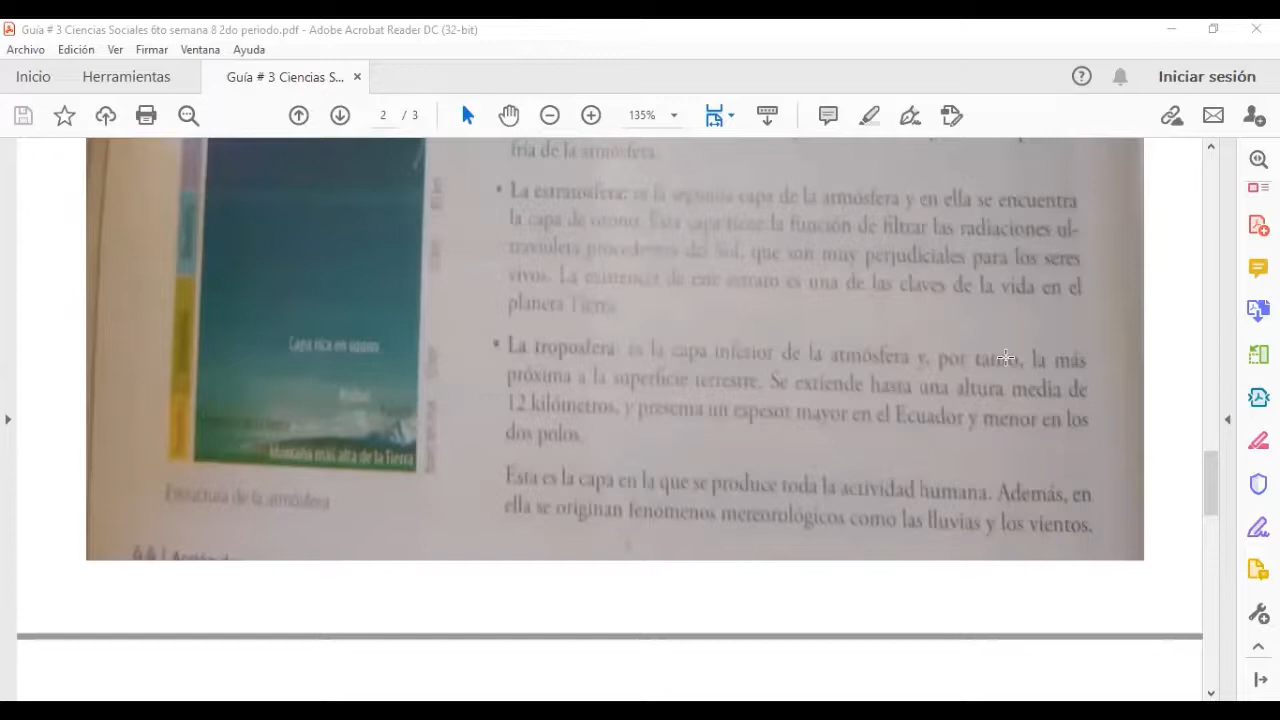 Guía # 3 Ciencias Sociales 6to semana 8 2do periodo.pdf - Adobe Acrobat Reader DC (32-bit)
Archivo Edición Ver Firmar Ventana Ayuda
Inicio Herramientas Guía # 3 Ciencias S... × Iniciar sesión
2 / 3 135%
fría de la atmósfera.
• La estratosfera: es la segunda capa de la atmósfera y en ella se encuentra
la capa de ozono. Esta capa tiene la función de filtrar las radiaciones ul-
travioleta procedentes del Sol, que son muy perjudiciales para los seres
vivos. La existencia de este estrato es una de las claves de la vida en el
planeta Tierra.
• La troposfera: es la capa inferior de la atmósfera y, por tanto, la más
próxima a la superficie terrestre. Se extiende hasta una altura media de
12 kilómetros, y presenta un espesor mayor en el Ecuador y menor en los
dos polos.
Esta es la capa en la que se produce toda la actividad humana. Además, en
ella se originan fenómenos meteorológicos como las lluvias y los vientos.
Capa rica en ozono
Montaña más alta de la Tierra
Estructura de la atmósfera